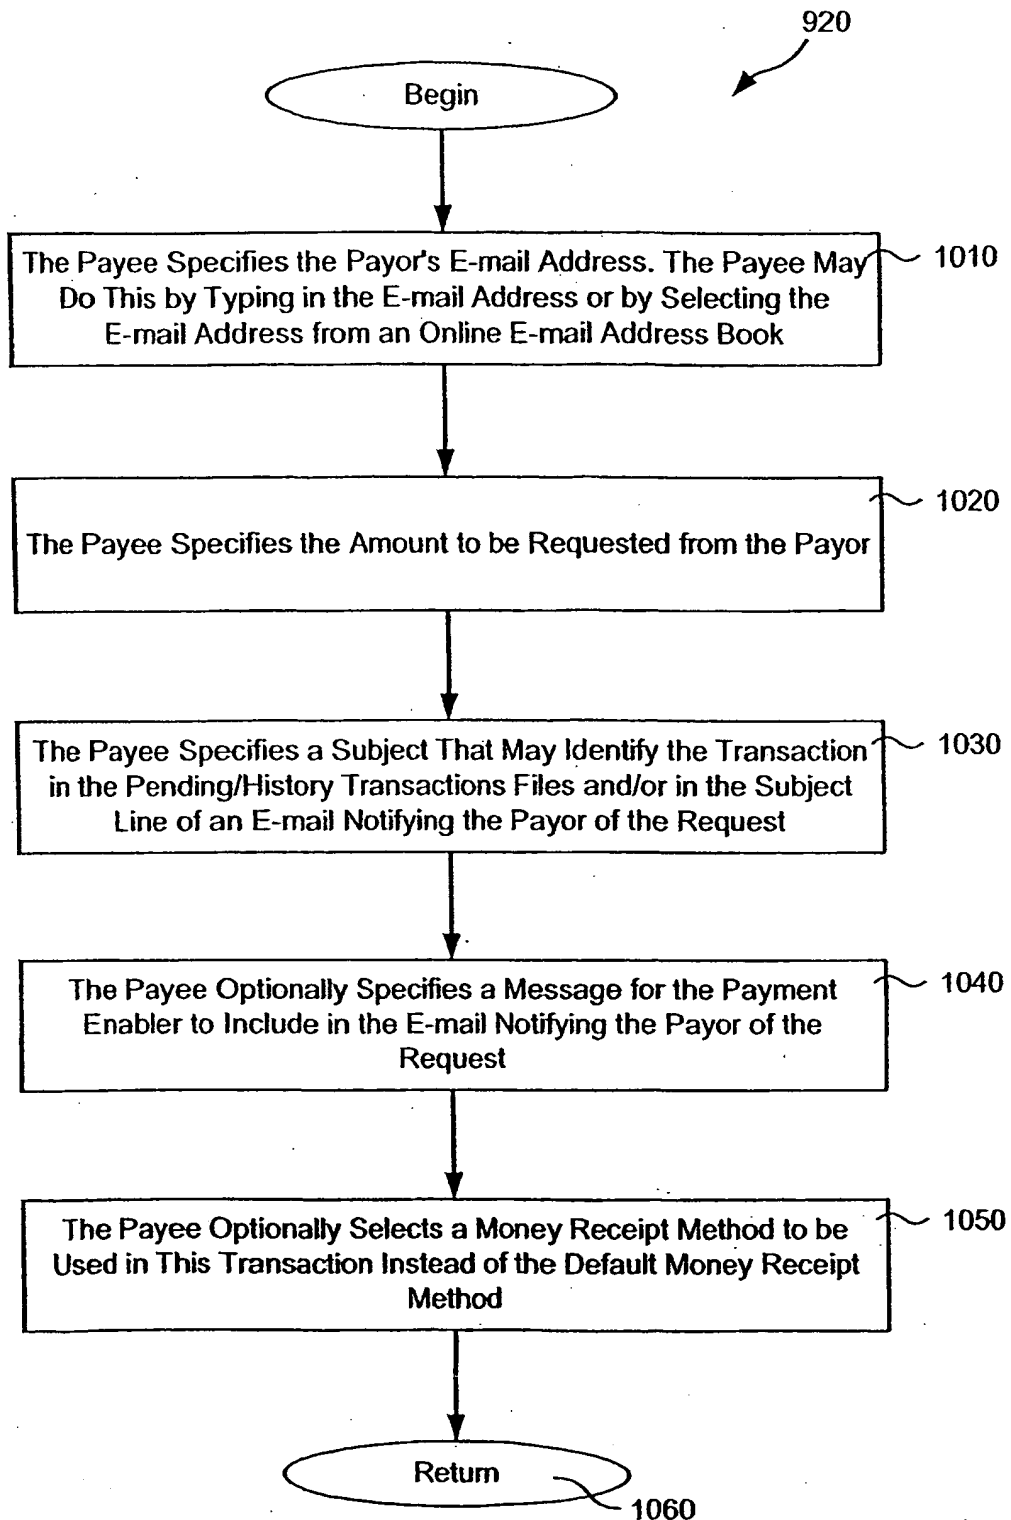 920
Begin
The Payee Specifies the Payor's E-mail Address. The Payee May
Do This by Typing in the E-mail Address or by Selecting the
E-mail Address from an Online E-mail Address Book
1010
The Payee Specifies the Amount to be Requested from the Payor
1020
The Payee Specifies a Subject That May Identify the Transaction
in the Pending/History Transactions Files and/or in the Subject
Line of an E-mail Notifying the Payor of the Request
1030
The Payee Optionally Specifies a Message for the Payment
Enabler to Include in the E-mail Notifying the Payor of the
Request
1040
The Payee Optionally Selects a Money Receipt Method to be
Used in This Transaction Instead of the Default Money Receipt
Method
1050
Return
1060